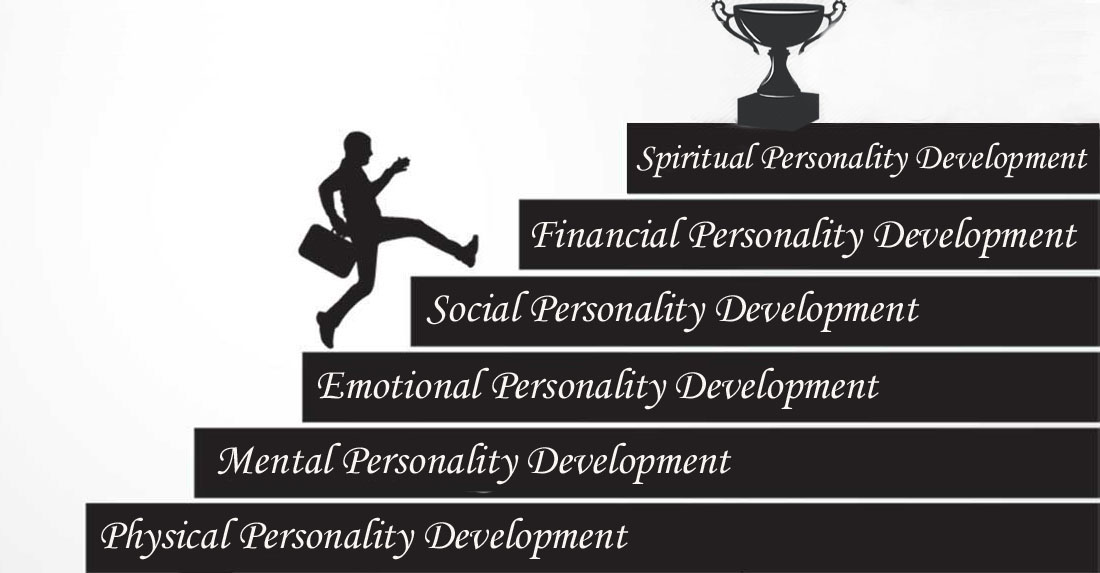 Spiritual Personality Development
Financial Personality Development
Social Personality Development
Emotional Personality Development
Mental Personality Development
Physical Personality Development